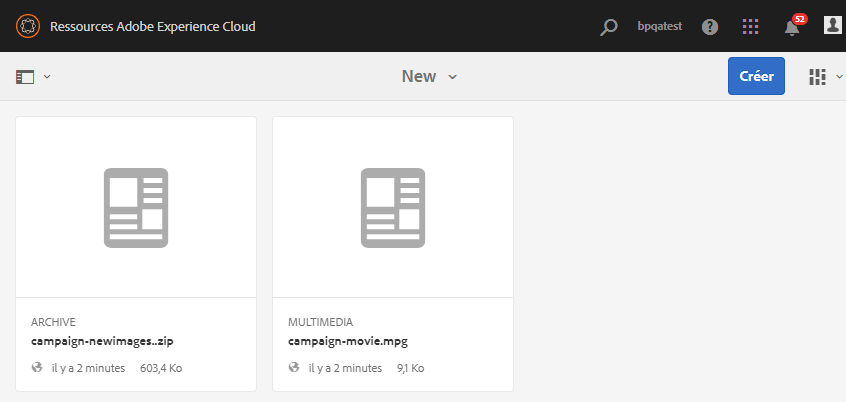 Ressources Adobe Experience Cloud
bpqatest
52
New
Créer
ARCHIVE
campaign-newimages..zip
il y a 2 minutes 603,4 Ko
MULTIMEDIA
campaign-movie.mpg
il y a 2 minutes 9,1 Ko